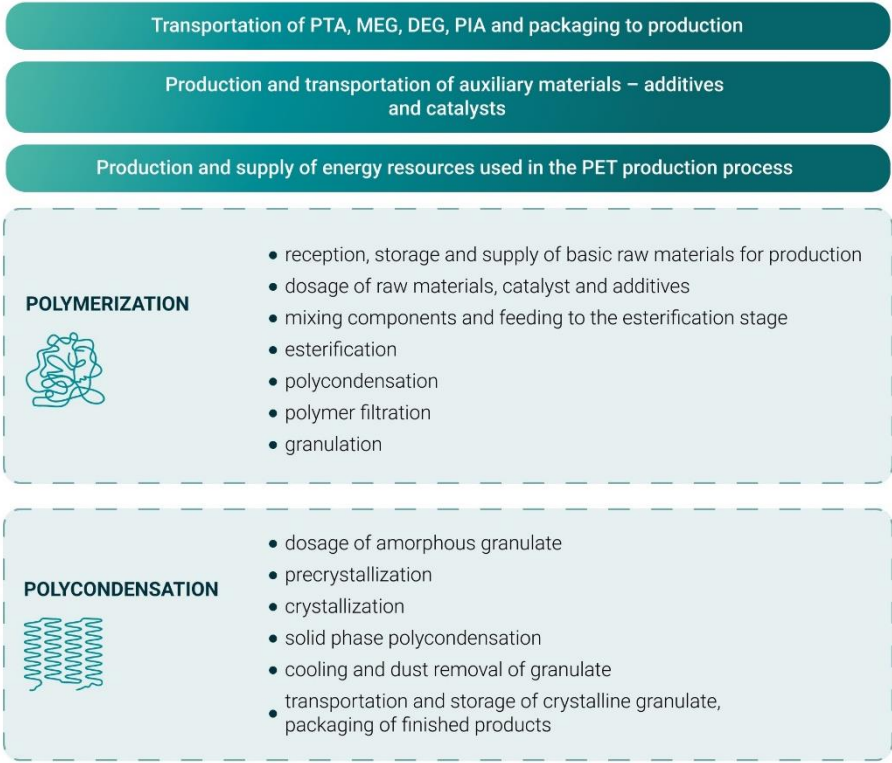 Transportation of PTA, MEG, DEG, PIA and packaging to production
Production and transportation of auxiliary materials – additives
and catalysts
Production and supply of energy resources used in the PET production process
POLYMERIZATION
• reception, storage and supply of basic raw materials for production
• dosage of raw materials, catalyst and additives
• mixing components and feeding to the esterification stage
• esterification
• polycondensation
• polymer filtration
• granulation
POLYCONDENSATION
• dosage of amorphous granulate
• precrystallization
• crystallization
• solid phase polycondensation
• cooling and dust removal of granulate
• transportation and storage of crystalline granulate,
packaging of finished products